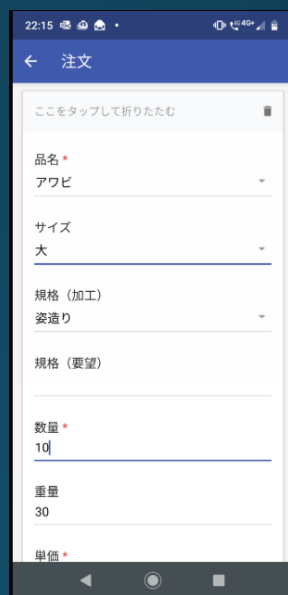 22:15
4G+
注文
ここをタップして折りたたむ
品名 *
アワビ
サイズ
大
規格（加工）
姿造り
規格（要望）
数量 *
10
重量
30
単価 *